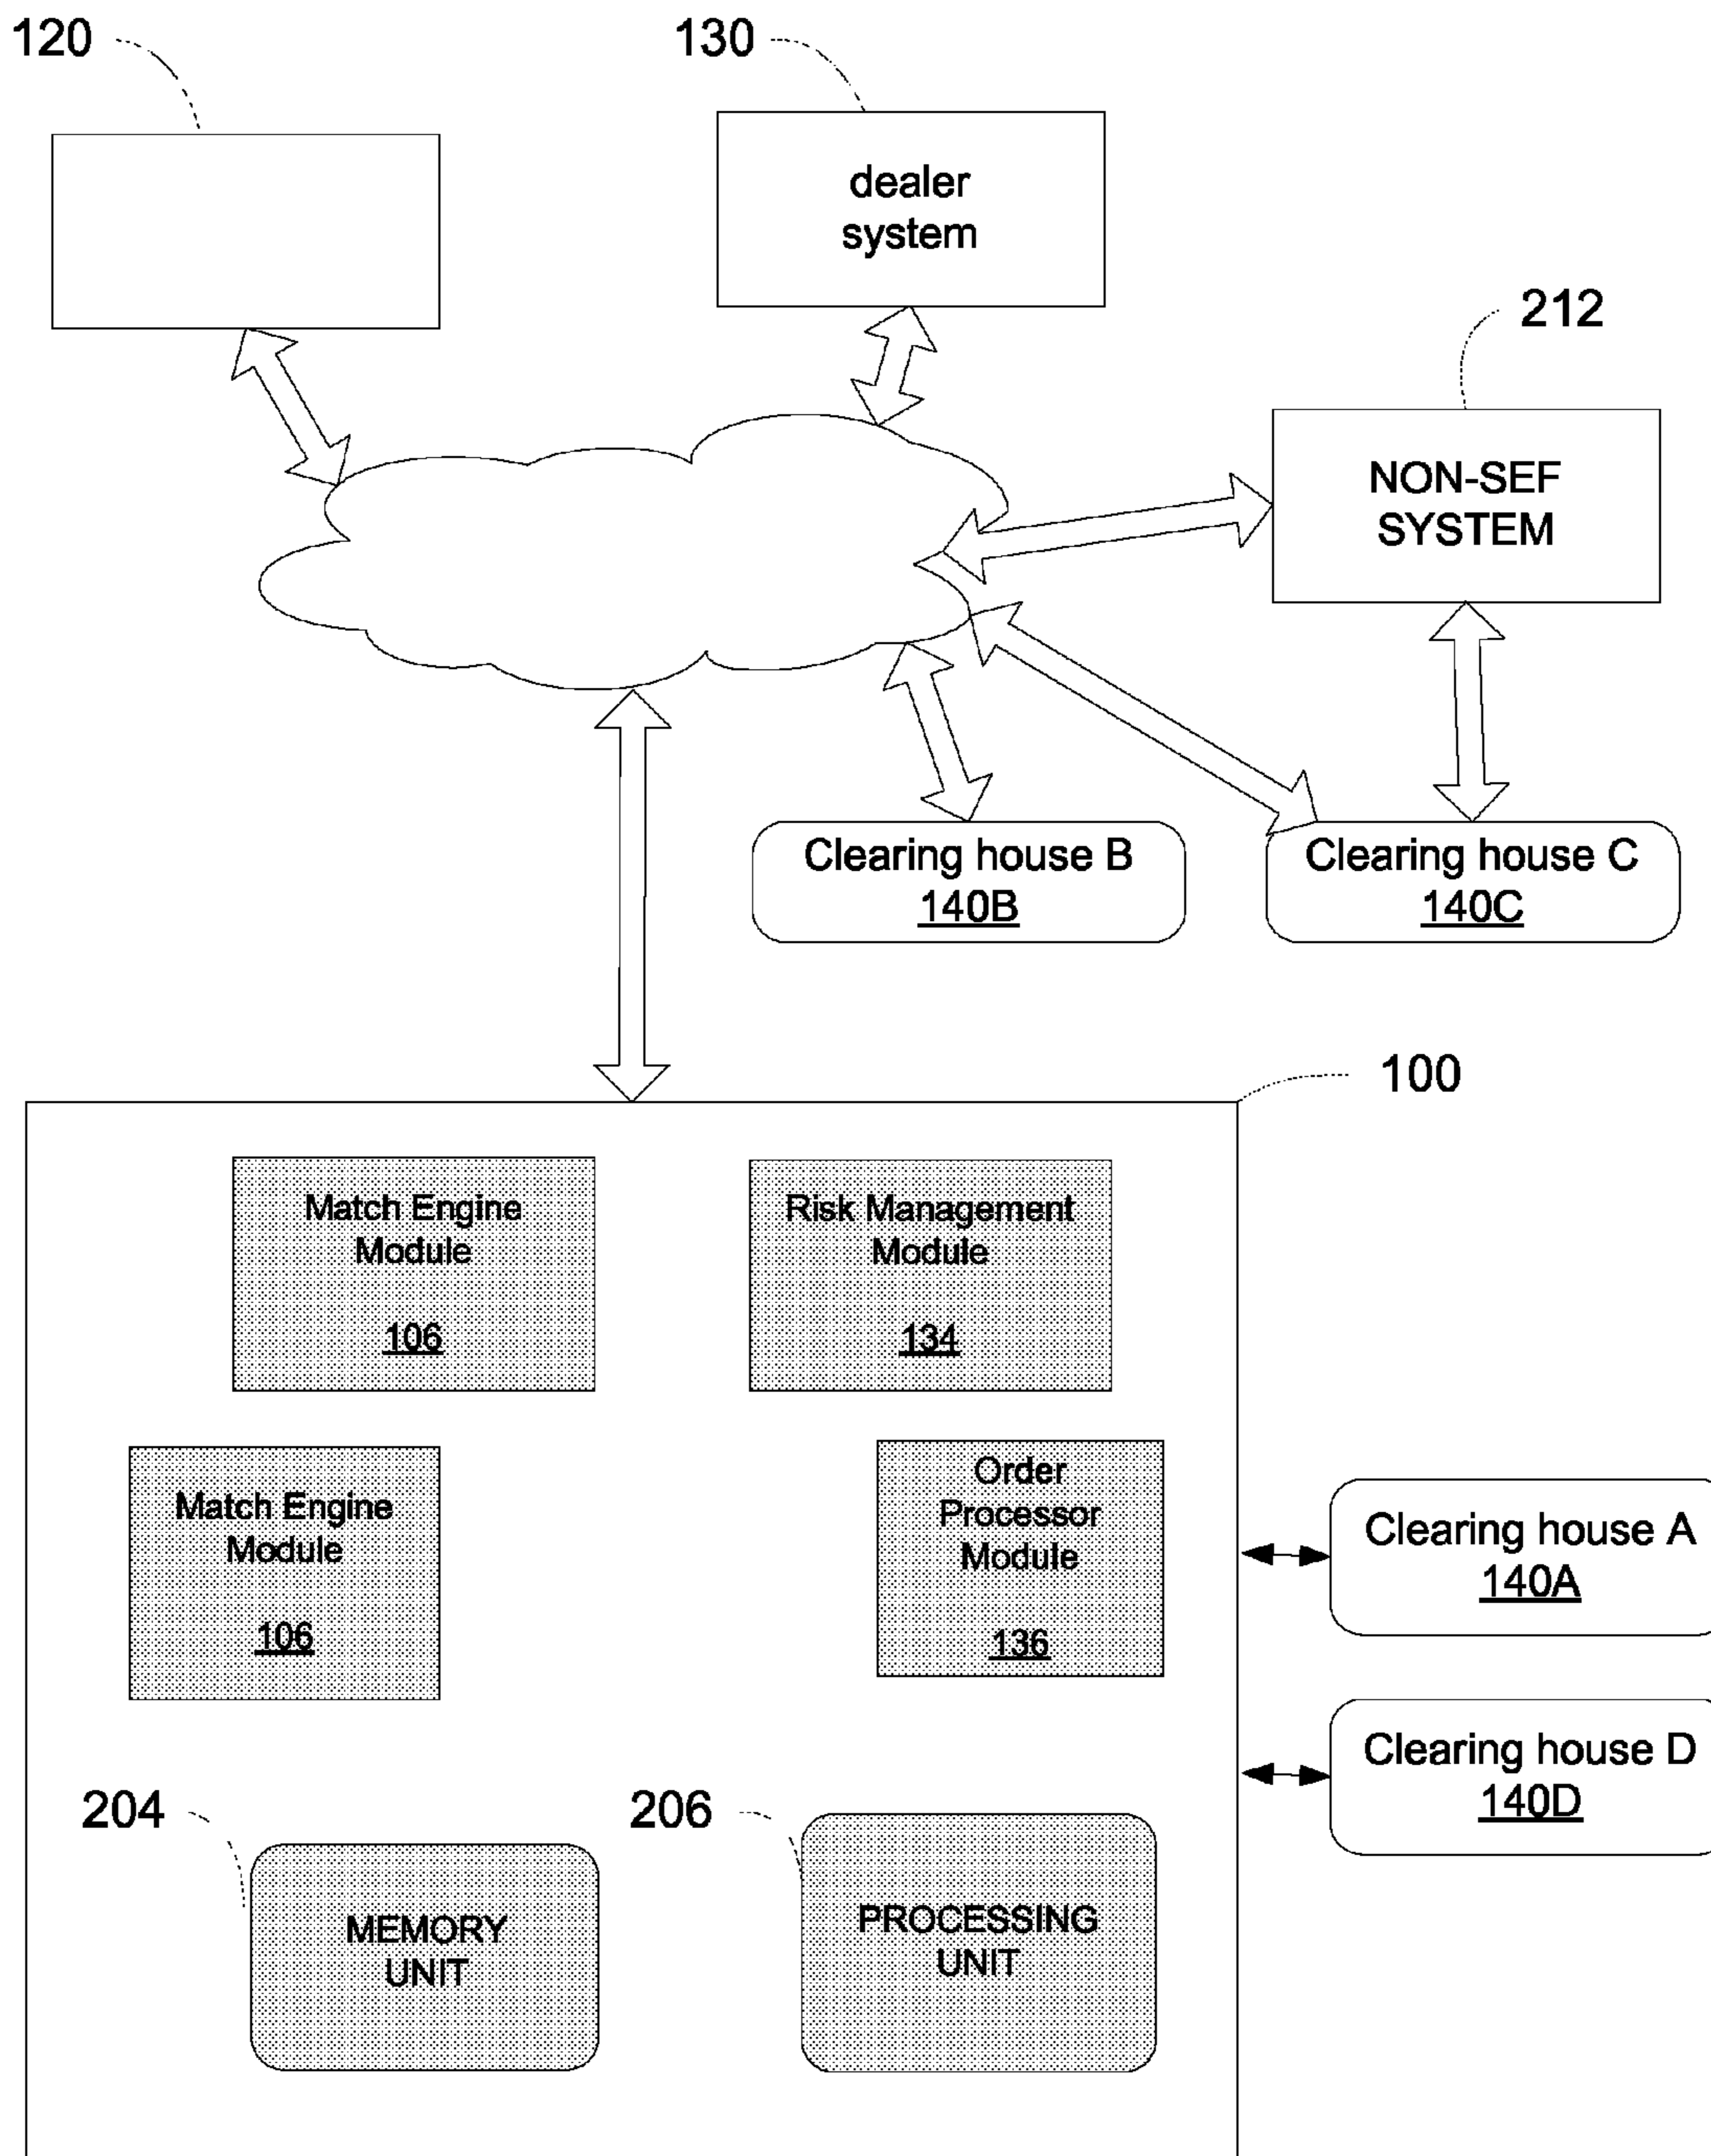 120
130
dealer
system
212
NON-SEF
SYSTEM
Clearing house B
140B
Clearing house C
140C
100
Match Engine
Module
106
Risk Management
Module
134
Match Engine
Module
106
Order
Processor
Module
136
Clearing house A
140A
Clearing house D
140D
204
206
MEMORY
UNIT
PROCESSING
UNIT